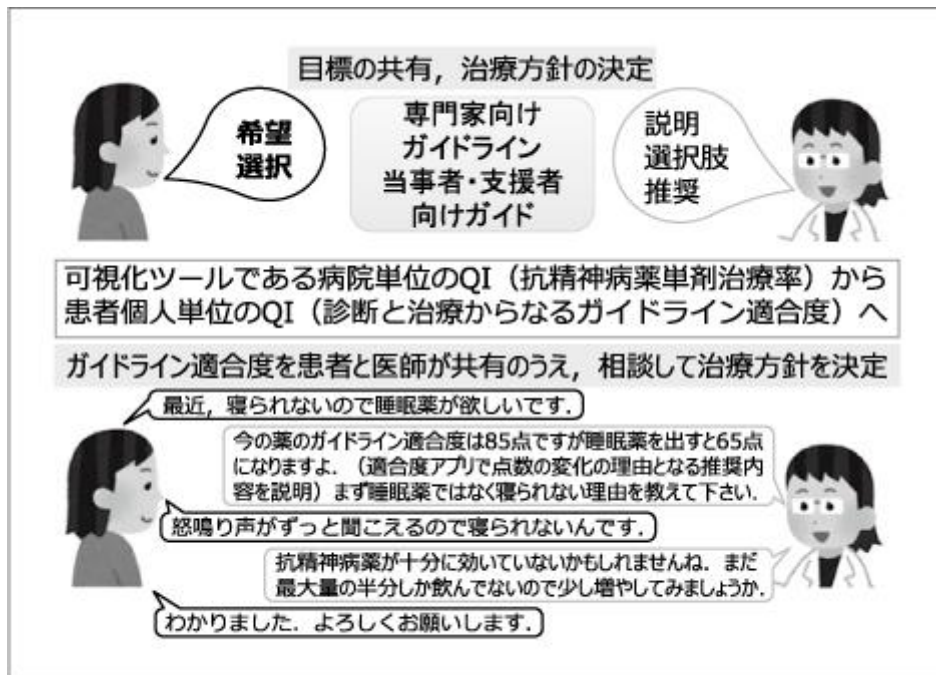 目標の共有，治療方針の決定
希望
選択
専門家向け
ガイドライン
当事者・支援者
向けガイド
説明
選択肢
推奨
可視化ツールである病院単位のQI（抗精神病薬単剤治療率）から
患者個人単位のQI（診断と治療からなるガイドライン適合度）へ
ガイドライン適合度を患者と医師が共有のうえ，相談して治療方針を決定
最近，寝られないので睡眠薬が欲しいです．
今の薬のガイドライン適合度は85点ですが睡眠薬を出すと65点
になりますよ．（適合度アプリで点数の変化の理由となる推奨内
容を説明）まず睡眠薬ではなく寝られない理由を教えて下さい．
怒鳴り声がずっと聞こえるので寝られないんです．
抗精神病薬が十分に効いていないかもしれませんね．まだ
最大量の半分しか飲んでないので少し増やしてみましょうか．
わかりました．よろしくお願いします．